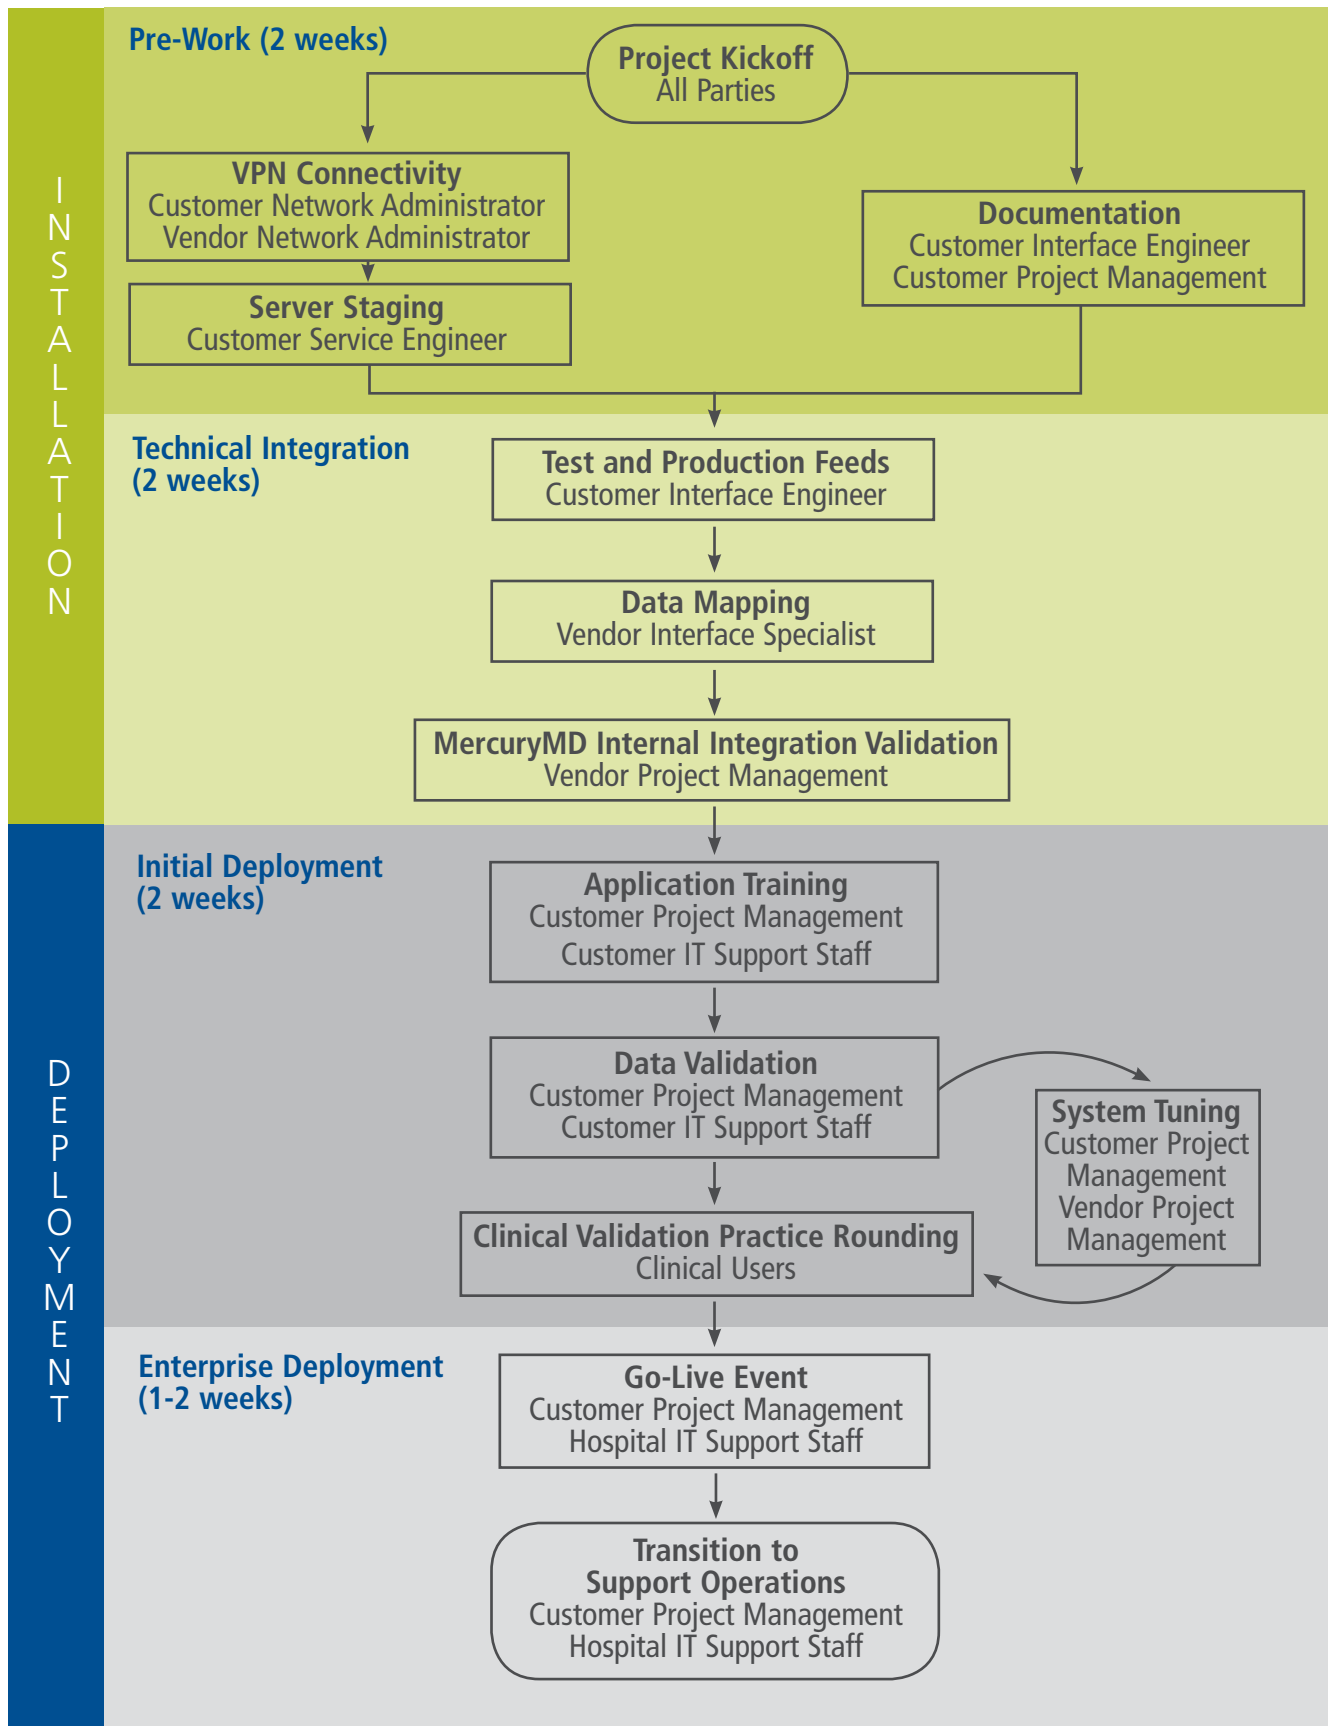 INSTALLATION
Pre-Work (2 weeks)
Project Kickoff
All Parties
VPN Connectivity
Customer Network Administrator
Vendor Network Administrator
Server Staging
Customer Service Engineer
Documentation
Customer Interface Engineer
Customer Project Management
Technical Integration
(2 weeks)
Test and Production Feeds
Customer Interface Engineer
Data Mapping
Vendor Interface Specialist
MercuryMD Internal Integration Validation
Vendor Project Management
DEPLOYMENT
Initial Deployment
(2 weeks)
Application Training
Customer Project Management
Customer IT Support Staff
Data Validation
Customer Project Management
Customer IT Support Staff
System Tuning
Customer Project
Management
Vendor Project
Management
Clinical Validation Practice Rounding
Clinical Users
Enterprise Deployment
(1-2 weeks)
Go-Live Event
Customer Project Management
Hospital IT Support Staff
Transition to
Support Operations
Customer Project Management
Hospital IT Support Staff